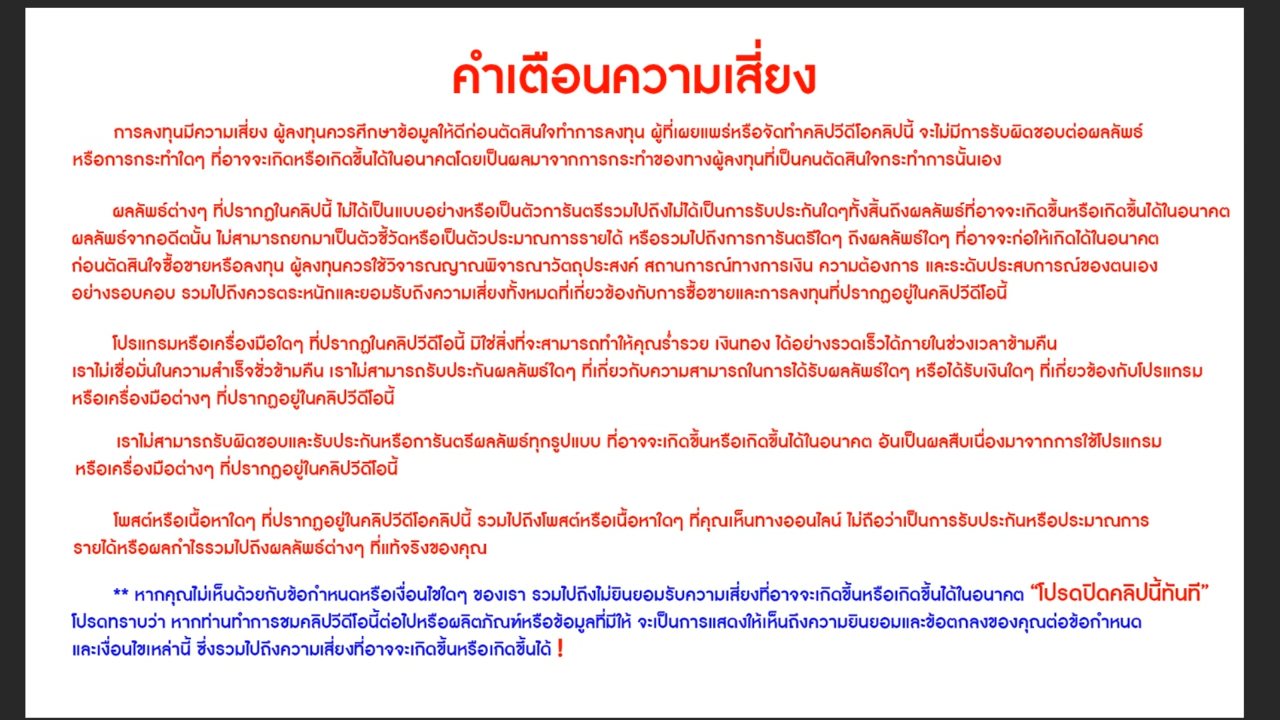 คำเตือนความเสี่ยง
การลงทุนมีความเสี่ยง ผู้ลงทุนควรศึกษาข้อมูลให้ดีก่อนตัดสินใจทำการลงทุน ผู้ที่เผยแพร่หรือจัดทำคลิปวีดีโอคลิปนี้ จะไม่มีการรับผิดชอบต่อผลลัพธ์
หรือการกระทำใดๆ ที่อาจจะเกิดหรือเกิดขึ้นได้ในอนาคตโดยเป็นผลมาจากการกระทำของทางผู้ลงทุนที่เป็นคนตัดสินใจกระทำการนั้นเอง
ผลลัพธ์ต่างๆ ที่ปรากฏในคลิปนี้ ไม่ได้เป็นแบบอย่างหรือเป็นตัวการันตรีรวมไปถึงไม่ได้เป็นการรับประกันใดๆทั้งสิ้นถึงผลลัพธ์ที่อาจจะเกิดขึ้นหรือเกิดขึ้นได้ในอนาคต
ผลลัพธ์จากอดีตนั้น ไม่สามารถยกมาเป็นตัวชี้วัดหรือเป็นตัวประมาณการรายได้ หรือรวมไปถึงการการันตรีใดๆ ถึงผลลัพธ์ใดๆ ที่อาจจะก่อให้เกิดได้ในอนาคต
ก่อนตัดสินใจซื้อขายหรือลงทุน ผู้ลงทุนควรใช้วิจารณญาณพิจารณาวัตถุประสงค์ สถานการณ์ทางการเงิน ความต้องการ และระดับประสบการณ์ของตนเอง
อย่างรอบคอบ รวมไปถึงควรตระหนักและยอมรับถึงความเสี่ยงทั้งหมดที่เกี่ยวข้องกับการซื้อขายและการลงทุนที่ปรากฏอยู่ในคลิปวีดีโอนี้
โปรแกรมหรือเครื่องมือใดๆ ที่ปรากฏในคลิปวีดีโอนี้ มิใช่สิ่งที่จะสามารถทำให้คุณร่ำรวย เงินทอง ได้อย่างรวดเร็วได้ภายในช่วงเวลาข้ามคืน
เราไม่เชื่อมั่นในความสำเร็จชั่วข้ามคืน เราไม่สามารถรับประกันผลลัพธ์ใดๆ ที่เกี่ยวกับความสามารถในการได้รับผลลัพธ์ใดๆ หรือได้รับเงินใดๆ ที่เกี่ยวข้องกับโปรแกรม
หรือเครื่องมือต่างๆ ที่ปรากฏอยู่ในคลิปวีดีโอนี้
เราไม่สามารถรับผิดชอบและรับประกันหรือการันตรีผลลัพธ์ทุกรูปแบบ ที่อาจจะเกิดขึ้นหรือเกิดขึ้นได้ในอนาคต อันเป็นผลสืบเนื่องมาจากการใช้โปรแกรม
หรือเครื่องมือต่างๆ ที่ปรากฏอยู่ในคลิปวีดีโอนี้
โพสต์หรือเนื้อหาใดๆ ที่ปรากฏอยู่ในคลิปวีดีโอคลิปนี้ รวมไปถึงโพสต์หรือเนื้อหาใดๆ ที่คุณเห็นทางออนไลน์ ไม่ถือว่าเป็นการรับประกันหรือประมาณการ
รายได้หรือผลกำไรรวมไปถึงผลลัพธ์ต่างๆ ที่แท้จริงของคุณ
** หากคุณไม่เห็นด้วยกับข้อกำหนดหรือเงื่อนไขใดๆ ของเรา รวมไปถึงไม่ยินยอมรับความเสี่ยงที่อาจจะเกิดขึ้นหรือเกิดขึ้นได้ในอนาคต “โปรดปิดคลิปนี้ทันที”
โปรดทราบว่า หากท่านทำการชมคลิปวีดีโอนี้ต่อไปหรือผลิตภัณฑ์หรือข้อมูลที่มีให้ จะเป็นการแสดงให้เห็นถึงความยินยอมและข้อตกลงของคุณต่อข้อกำหนด
และเงื่อนไขเหล่านี้ ซึ่งรวมไปถึงความเสี่ยงที่อาจจะเกิดขึ้นหรือเกิดขึ้นได้ !